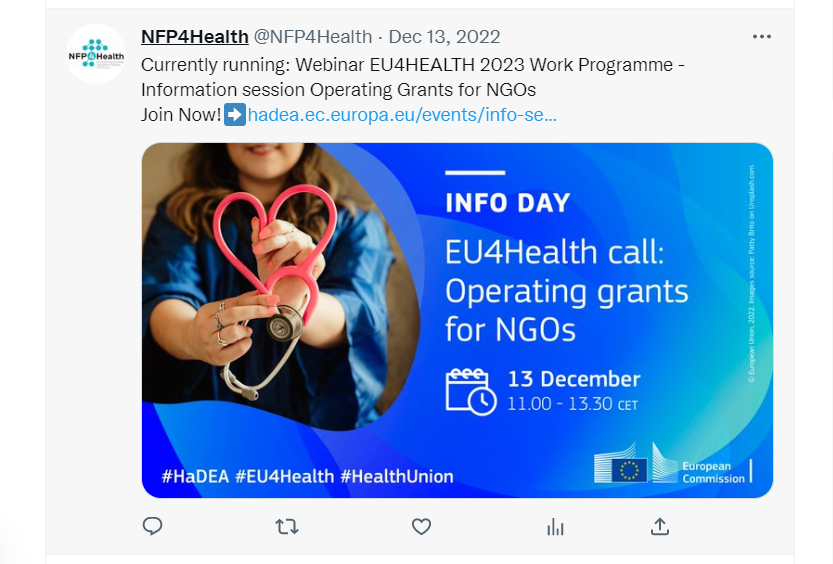 NFP4Health @NFP4Health · Dec 13, 2022
NFP4Health
Currently running: Webinar EU4HEALTH 2023 Work Programme -
Information session Operating Grants for NGOs
Join Now!➡hadea.ec.europa.eu/events/info-se...
INFO DAY
EU4Health call:
Operating grants
for NGOs
13 December
11.00 - 13.30 CET
© European Union, 2022. Images source: Patty Brito on Unsplash.com
#HaDEA #EU4Health #HealthUnion
European
Commission